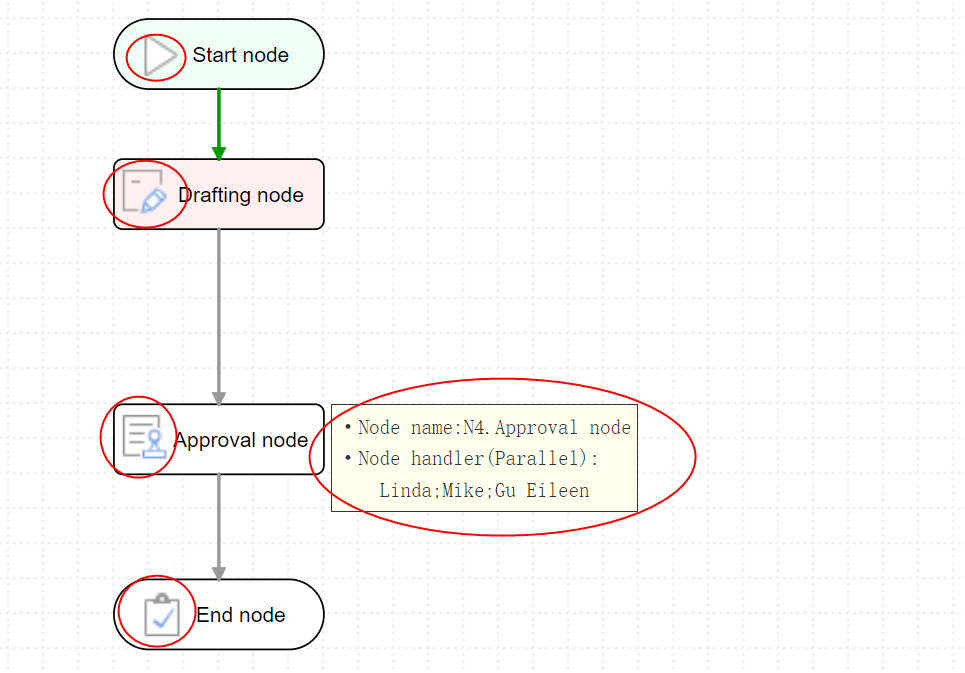 Start node
Drafting node
Approval node
• Node name:N4.Approval node
• Node handler(Parallel):
Linda;Mike;Gu Eileen
End node